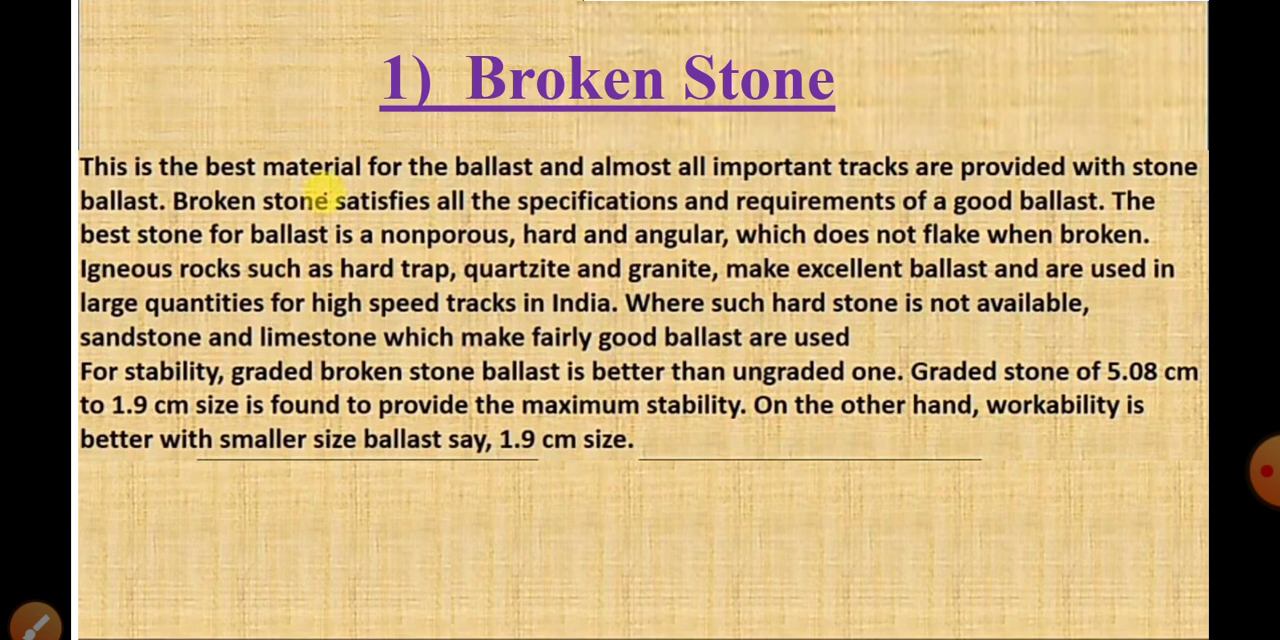 1) Broken Stone
This is the best material for the ballast and almost all important tracks are provided with stone
ballast. Broken stone satisfies all the specifications and requirements of a good ballast. The
best stone for ballast is a nonporous, hard and angular, which does not flake when broken.
Igneous rocks such as hard trap, quartzite and granite, make excellent ballast and are used in
large quantities for high speed tracks in India. Where such hard stone is not available,
sandstone and limestone which make fairly good ballast are used
For stability, graded broken stone ballast is better than ungraded one. Graded stone of 5.08 cm
to 1.9 cm size is found to provide the maximum stability. On the other hand, workability is
better with smaller size ballast say, 1.9 cm size.